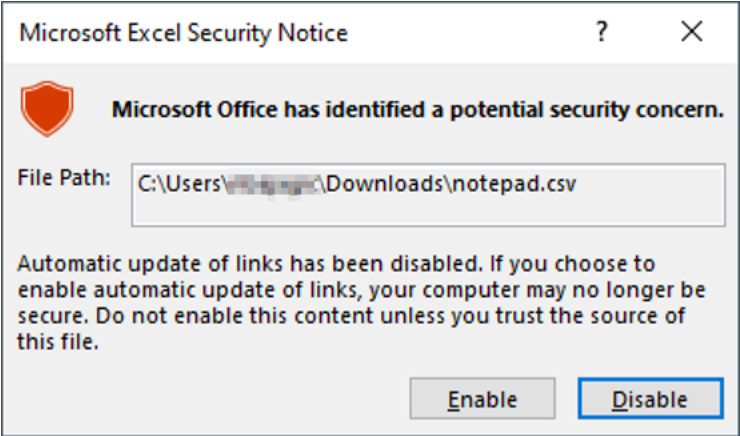 Microsoft Excel Security Notice ? ×
Microsoft Office has identified a potential security concern.
File Path: C:\Users\ \Downloads\notepad.csv
Automatic update of links has been disabled. If you choose to
enable automatic update of links, your computer may no longer be
secure. Do not enable this content unless you trust the source of
this file.
Enable Disable